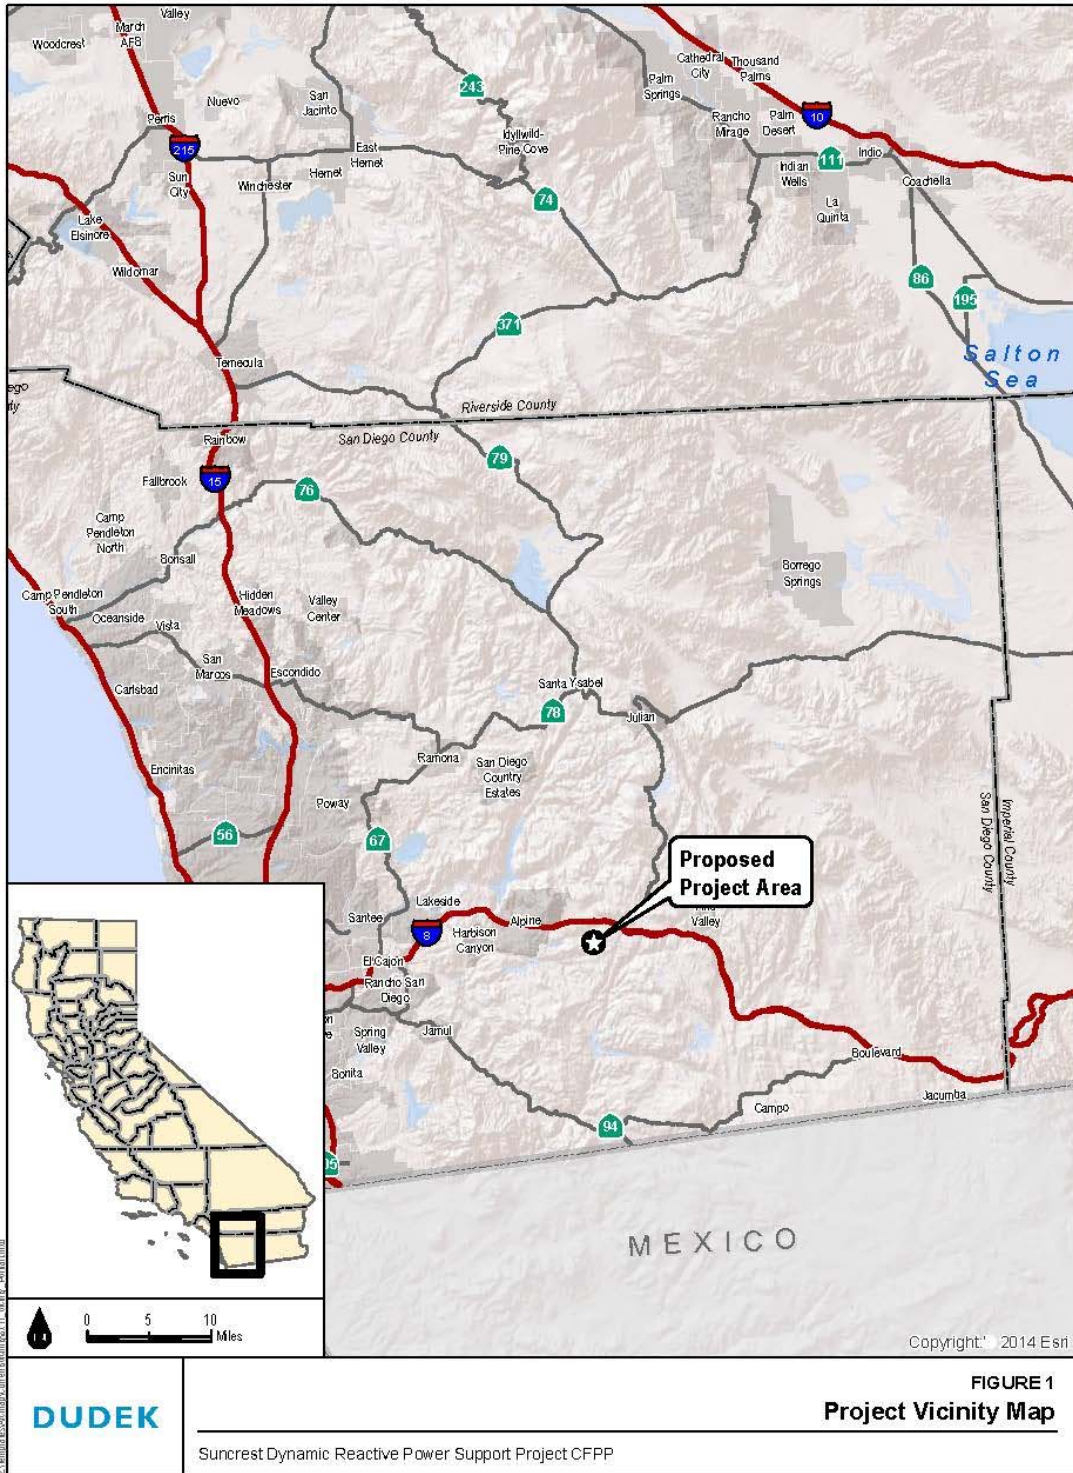 Valley
March
AFB
Woodcrest
243
Cathedral
City
Thousand
Palms
Palm
Springs
Nuevo
San
Jacinto
Perris
10
Rancho
Mirage
Palm
Desert
Idyllwild-
Pine Cove
215
East
Hemet
Hemet
Winchester
Sun
City
111
Indio
Indian
Wells
Coachella
La
Quinta
74
Lake
Elsinore
Wildomar
86
195
371
Salton
Sea
Temecula
Riverside County
San Diego County
Rainbow
79
Fallbrook
15
76
Camp
Pendleton
North
Bonsall
Borrego
Springs
Camp Pendleton
South
Hidden
Meadows
Valley
Center
Oceanside
Vista
San
Marcos
Escondido
Santa Ysabel
Carlsbad
78
Julian
Ramona
San Diego
Country
Estates
Encinitas
Poway
Imperial County
San Diego County
56
67
Proposed
Project Area
Lakeside
Santee
Alpine
Valley
8
Harbison
Canyon
El Cajon
Rancho San
Diego
Spring
Valley
Jamul
Bonita
Boulevard
Jacumba
Campo
94
MEXICO
0 5 10
Miles
Copyright: 2014 Esri
DUDEK
FIGURE 1
Project Vicinity Map
Suncrest Dynamic Reactive Power Support Project CFPP